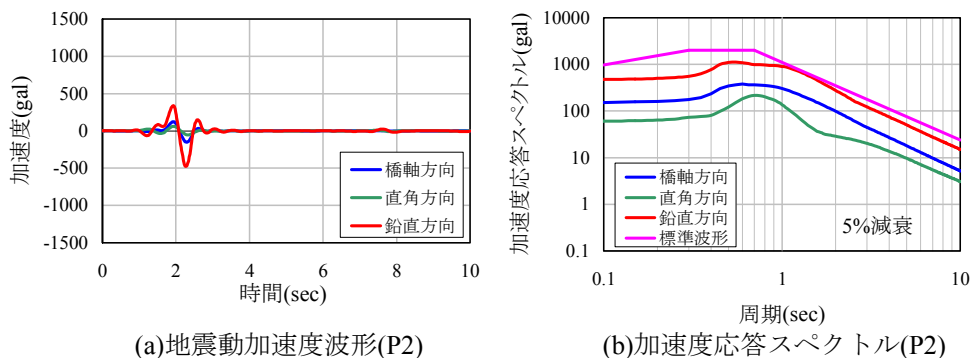 加速度(gal)
1500
1000
500
0
-500
-1000
-1500
橋軸方向
直角方向
鉛直方向
0 2 4 6 8 10
時間(sec)
(a)地震動加速度波形(P2)
加速度応答スペクトル(gal)
10000
1000
100
10
1
0.1
橋軸方向
直角方向
鉛直方向
標準波形
5%減衰
0.1 1 10
周期(sec)
(b)加速度応答スペクトル(P2)